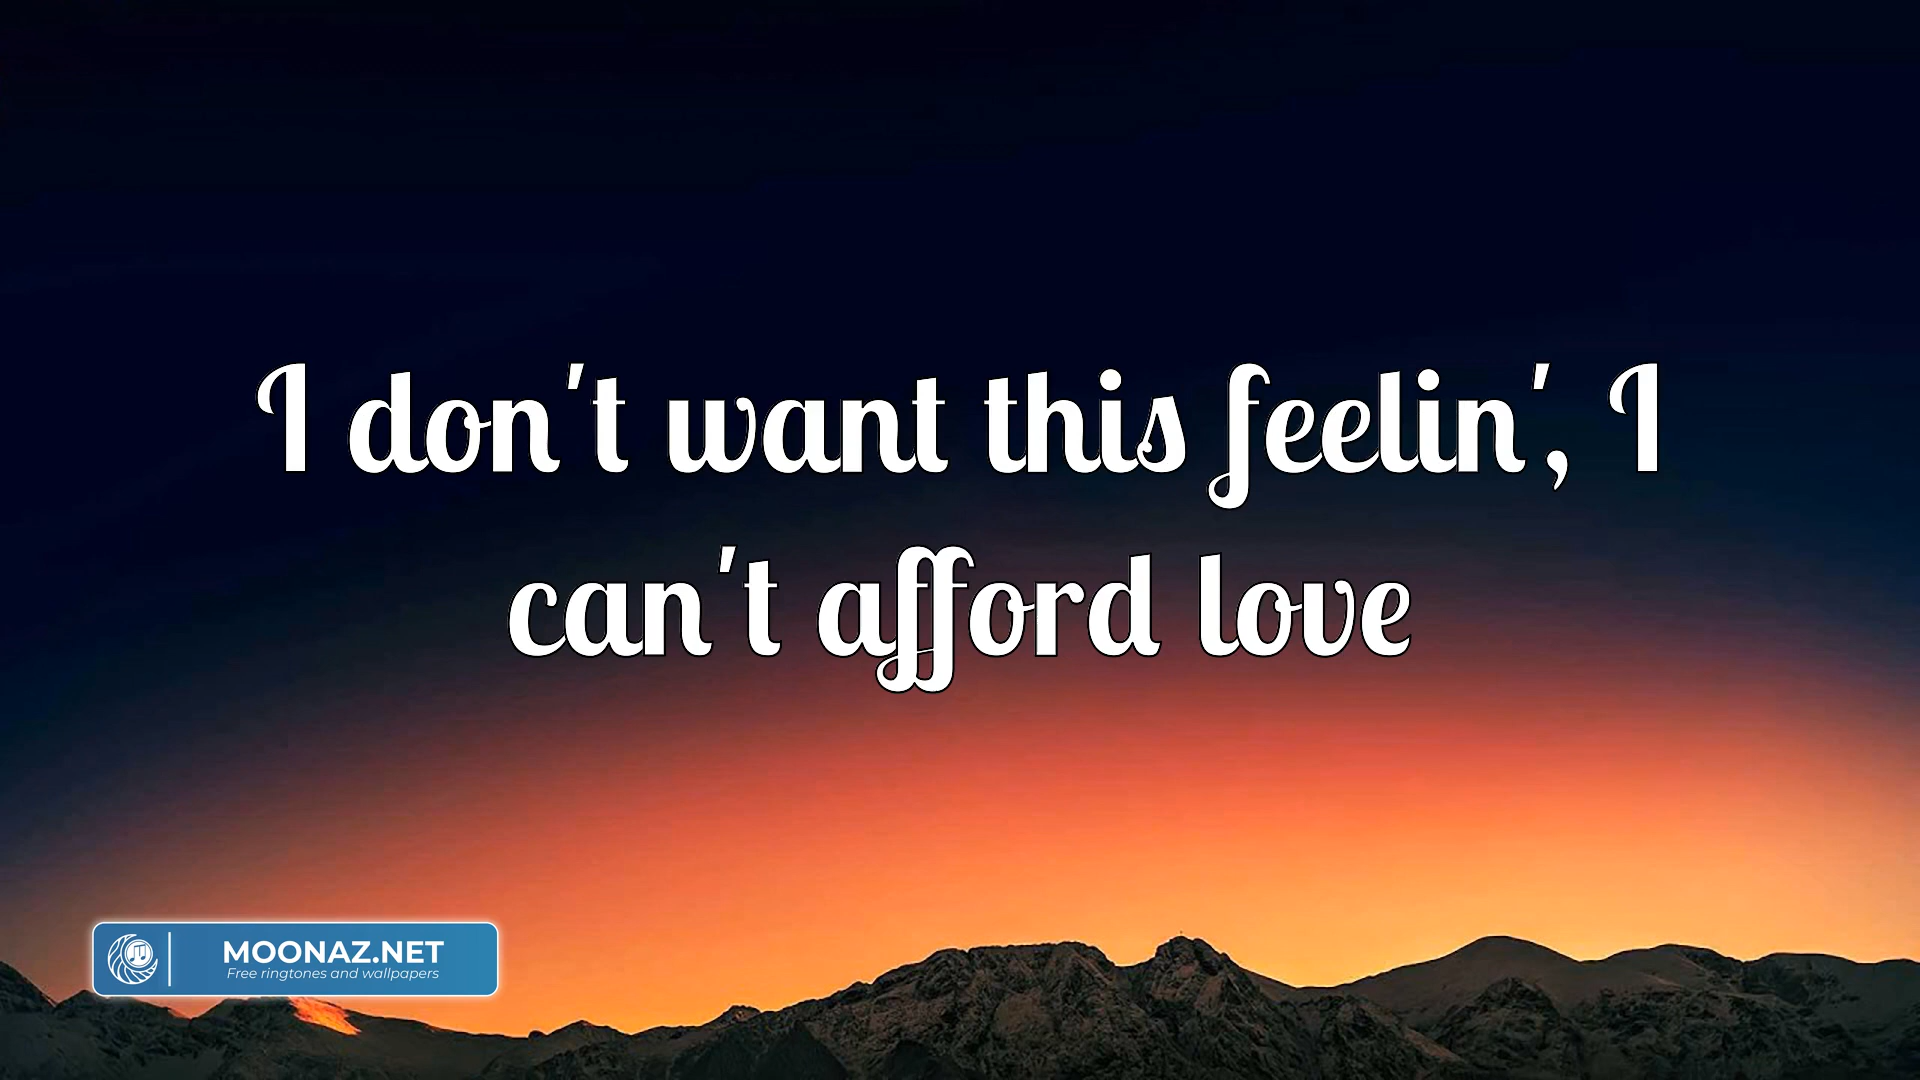 I don't want this feelin', I
can't afford love
MOONAZ.NET
Free ringtones and wallpapers